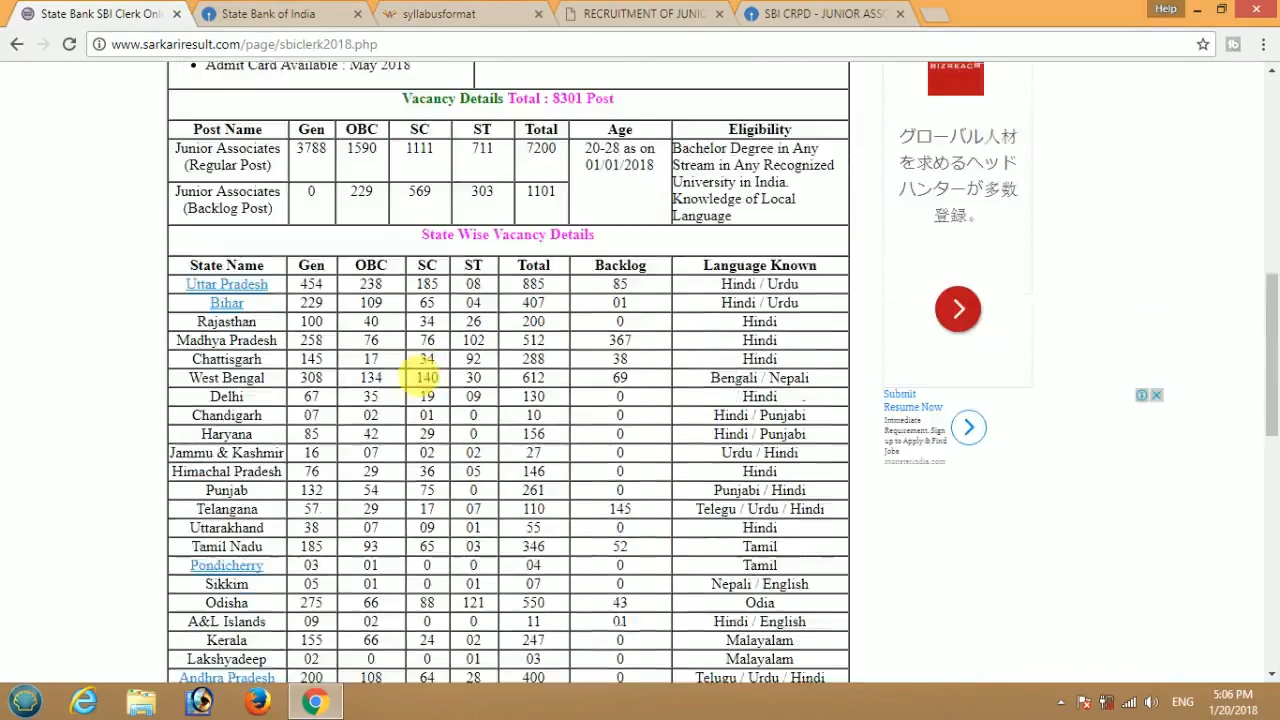 State Bank SBI Clerk Onl
State Bank of India
syllabusformat
RECRUITMENT OF JUNIO
SBI CRPD - JUNIOR ASSO
Help
www.sarkariresult.com/page/sbiclerk2018.php
Admit Card Available : May 2018
Vacancy Details Total : 8301 Post
Post Name Gen OBC SC ST Total Age Eligibility
Junior Associates (Regular Post) 3788 1590 1111 711 7200 20-28 as on 01/01/2018 Bachelor Degree in Any Stream in Any Recognized University in India. Knowledge of Local Language
Junior Associates (Backlog Post) 0 229 569 303 1101
State Wise Vacancy Details
State Name Gen OBC SC ST Total Backlog Language Known
Uttar Pradesh 454 238 185 08 885 85 Hindi / Urdu
Bihar 229 109 65 04 407 01 Hindi / Urdu
Rajasthan 100 40 34 26 200 0 Hindi
Madhya Pradesh 258 76 76 102 512 367 Hindi
Chattisgarh 145 17 34 92 288 38 Hindi
West Bengal 308 134 140 30 612 69 Bengali / Nepali
Delhi 67 35 19 09 130 0 Hindi
Chandigarh 07 02 01 0 10 0 Hindi / Punjabi
Haryana 85 42 29 0 156 0 Hindi / Punjabi
Jammu & Kashmir 16 07 02 02 27 0 Urdu / Hindi
Himachal Pradesh 76 29 36 05 146 0 Hindi
Punjab 132 54 75 0 261 0 Punjabi / Hindi
Telangana 57 29 17 07 110 145 Telegu / Urdu / Hindi
Uttarakhand 38 07 09 01 55 0 Hindi
Tamil Nadu 185 93 65 03 346 52 Tamil
Pondicherry 03 01 0 0 04 0 Tamil
Sikkim 05 01 0 01 07 0 Nepali / English
Odisha 275 66 88 121 550 43 Odia
A&L Islands 09 02 0 0 11 01 Hindi / English
Kerala 155 66 24 02 247 0 Malayalam
Lakshyadeep 02 0 0 01 03 0 Malayalam
Andhra Pradesh 200 108 64 28 400 0 Telugu / Urdu / Hindi
BIZREACH
グローバル人材
を求めるヘッド
ハンターが多数
登録。
Submit
Resume Now
Immediate
Requirement. Sign
up to Apply & Find
Jobs
monsterindia.com
ENG
5:06 PM
1/20/2018